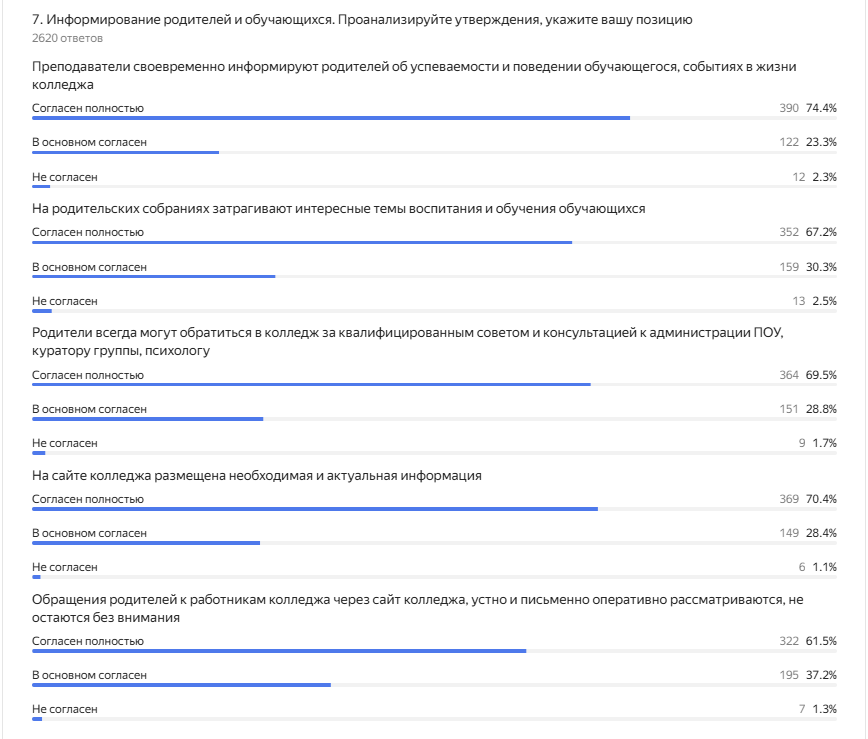 7. Информирование родителей и обучающихся. Проанализируйте утверждения, укажите вашу позицию
2620 ответов
Преподаватели своевременно информируют родителей об успеваемости и поведении обучающегося, событиях в жизни
колледжа
Согласен полностью 390 74.4%
В основном согласен 122 23.3%
Не согласен 12 2.3%
На родительских собраниях затрагивают интересные темы воспитания и обучения обучающихся
Согласен полностью 352 67.2%
В основном согласен 159 30.3%
Не согласен 13 2.5%
Родители всегда могут обратиться в колледж за квалифицированным советом и консультацией к администрации ПОУ,
куратору группы, психологу
Согласен полностью 364 69.5%
В основном согласен 151 28.8%
Не согласен 9 1.7%
На сайте колледжа размещена необходимая и актуальная информация
Согласен полностью 369 70.4%
В основном согласен 149 28.4%
Не согласен 6 1.1%
Обращения родителей к работникам колледжа через сайт колледжа, устно и письменно оперативно рассматриваются, не
остаются без внимания
Согласен полностью 322 61.5%
В основном согласен 195 37.2%
Не согласен 7 1.3%